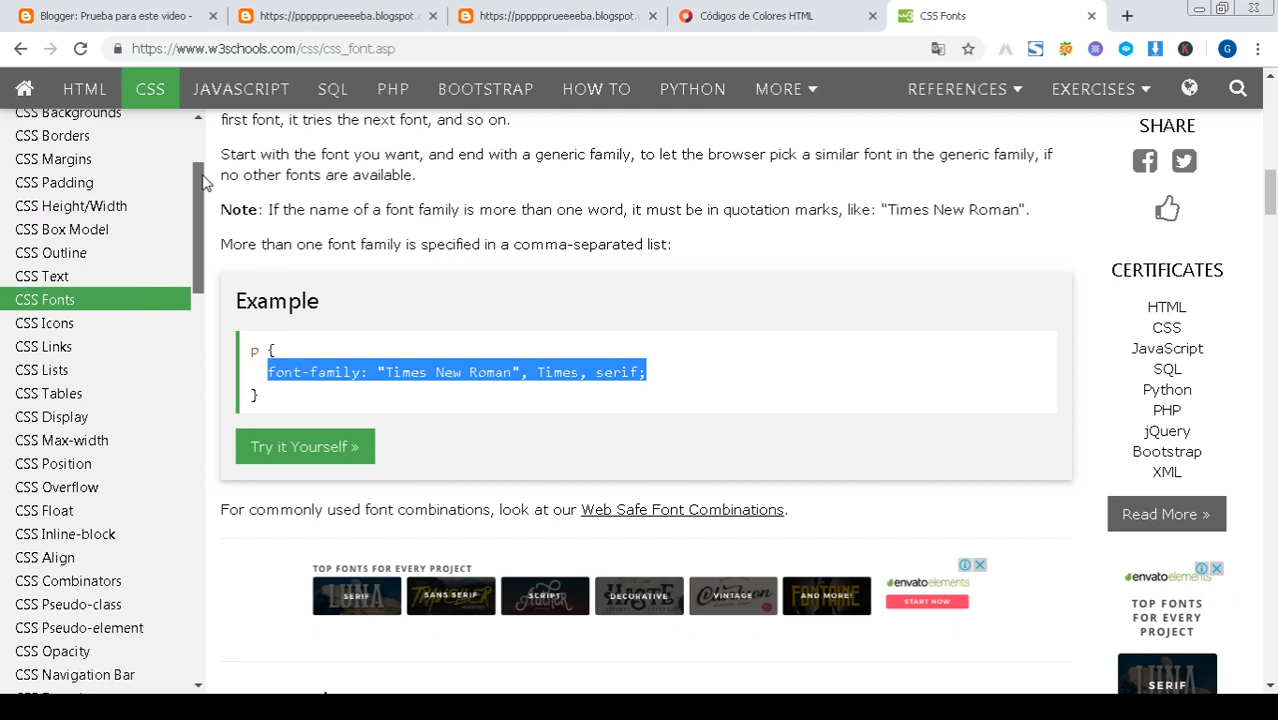 Blogger: Prueba para este video -
https://pppppprueeeeba.blogspot.
https://pppppprueeeeba.blogspot.
Códigos de Colores HTML
CSS Fonts
https://www.w3schools.com/css/css_font.asp
G
HTML CSS JAVASCRIPT SQL PHP BOOTSTRAP HOW TO PYTHON MORE REFERENCES EXERCISES
CSS Backgrounds
CSS Borders
CSS Margins
CSS Padding
CSS Height/Width
CSS Box Model
CSS Outline
CSS Text
CSS Fonts
CSS Icons
CSS Links
CSS Lists
CSS Tables
CSS Display
CSS Max-width
CSS Position
CSS Overflow
CSS Float
CSS Inline-block
CSS Align
CSS Combinators
CSS Pseudo-class
CSS Pseudo-element
CSS Opacity
CSS Navigation Bar
first font, it tries the next font, and so on.
Start with the font you want, and end with a generic family, to let the browser pick a similar font in the generic family, if
no other fonts are available.
Note: If the name of a font family is more than one word, it must be in quotation marks, like: "Times New Roman".
More than one font family is specified in a comma-separated list:
Example
p {
font-family: "Times New Roman", Times, serif;
}
Try it Yourself »
For commonly used font combinations, look at our Web Safe Font Combinations.
TOP FONTS FOR EVERY PROJECT
SERIF
SANS SERIF
SCRIPT
DECORATIVE
VINTAGE
AND MORE!
envatoelements
START NOW
SHARE
CERTIFICATES
HTML
CSS
JavaScript
SQL
Python
PHP
jQuery
Bootstrap
XML
Read More »
envatoelements
TOP FONTS
FOR EVERY
PROJECT
SERIF